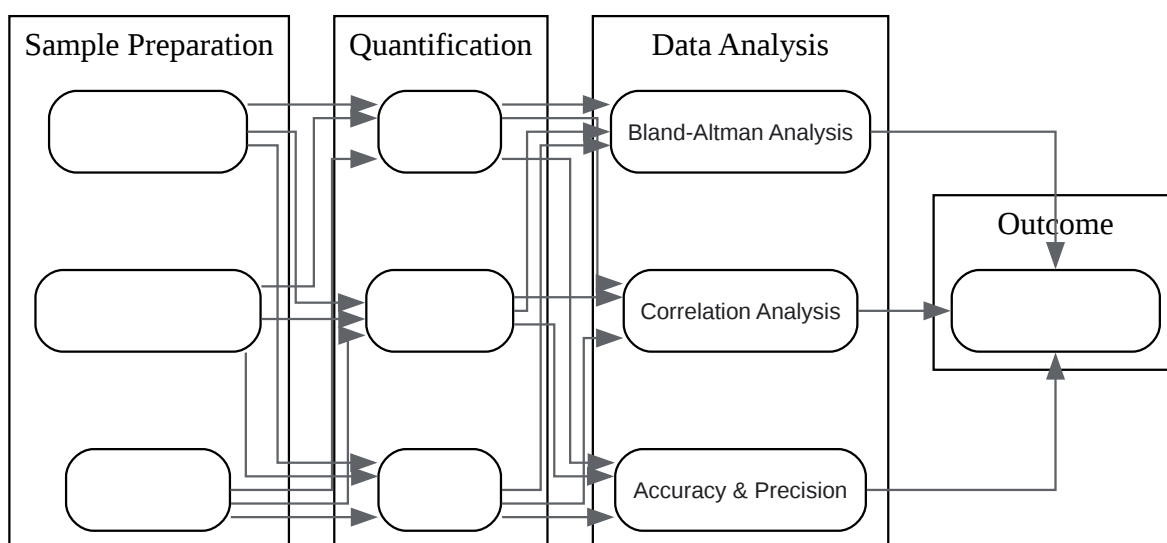 Sample Preparation
Quantification
Data Analysis
Bland-Altman Analysis
Outcome
Correlation Analysis
Accuracy & Precision